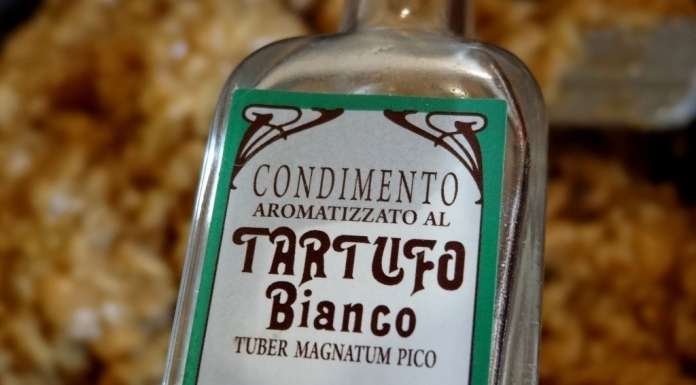 CONDIMENTO
AROMATIZZATO AL
TARTUFO
Bianco
TUBER MAGNATUM PICO